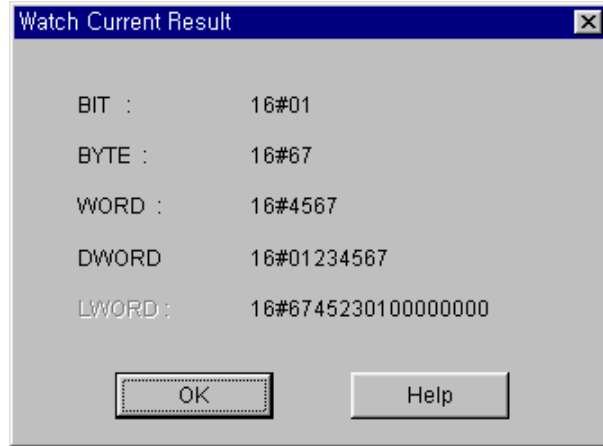 Watch Current Result
BIT : 16#01
BYTE : 16#67
WORD : 16#4567
DWORD 16#01234567
LWORD : 16#6745230100000000
OK Help